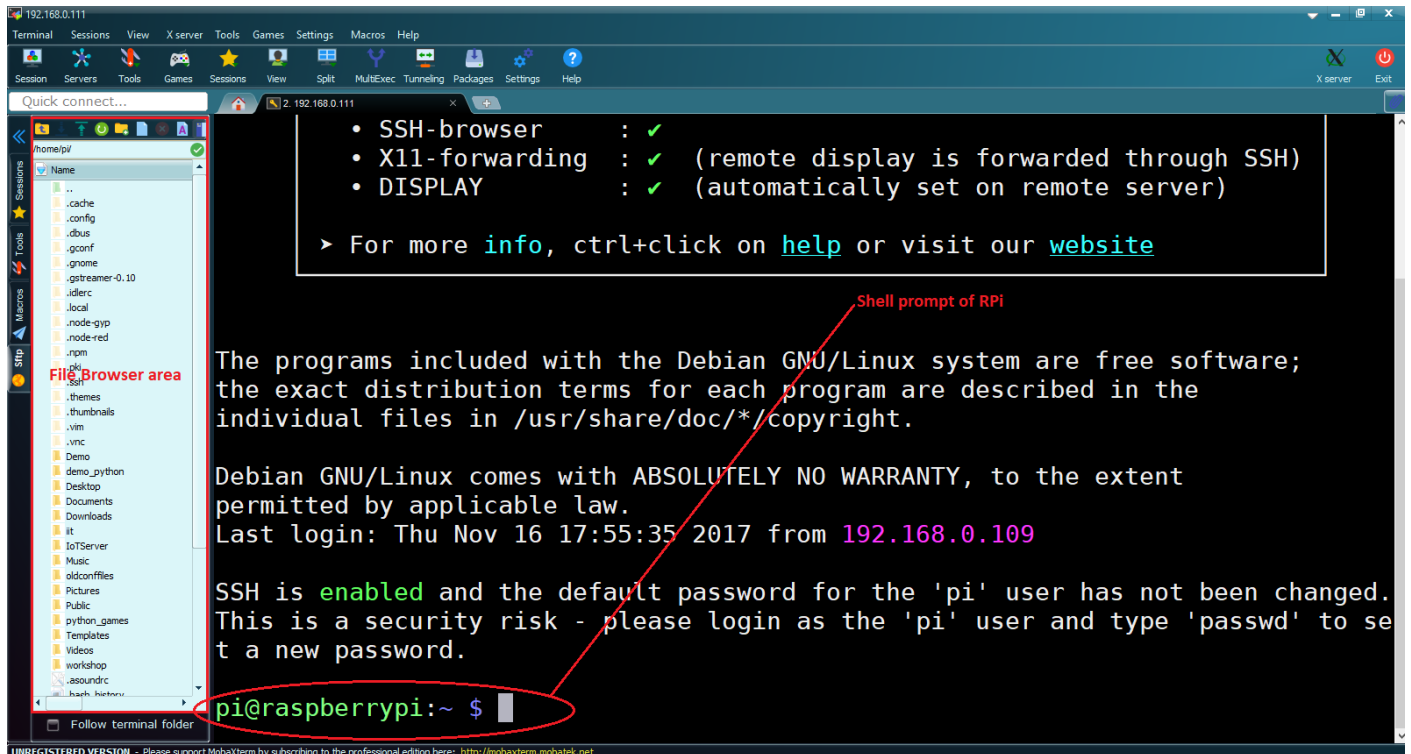 192.168.0.111
Terminal Sessions View X server Tools Games Settings Macros Help
Session Servers Tools Games Sessions View Split MultiExec Tunneling Packages Settings Help X server Exit
Quick connect...
2. 192.168.0.111
/home/pi/
Name
..
.cache
.config
.dbus
.gconf
.gnome
.gstreamer-0.10
.idlerc
.local
.node-gyp
.node-red
.npm
.pki
.ssh
.themes
.thumbnails
.vim
.vnc
Demo
demo_python
Desktop
Documents
Downloads
iit
IoTServer
Music
oldconffiles
Pictures
Public
python_games
Templates
Videos
workshop
.asoundrc
.bash_history
File Browser area
Follow terminal folder
Sessions
Tools
Macros
Sftp
• SSH-browser : ✔
• X11-forwarding : ✔ (remote display is forwarded through SSH)
• DISPLAY : ✔ (automatically set on remote server)
➤ For more info, ctrl+click on help or visit our website
Shell prompt of RPi
The programs included with the Debian GNU/Linux system are free software;
the exact distribution terms for each program are described in the
individual files in /usr/share/doc/*/copyright.
Debian GNU/Linux comes with ABSOLUTELY NO WARRANTY, to the extent
permitted by applicable law.
Last login: Thu Nov 16 17:55:35 2017 from 192.168.0.109
SSH is enabled and the default password for the 'pi' user has not been changed.
This is a security risk - please login as the 'pi' user and type 'passwd' to se
t a new password.
pi@raspberrypi:~ $
UNREGISTERED VERSION - Please support MobaXterm by subscribing to the professional edition here: http://mobaxterm.mobatek.net